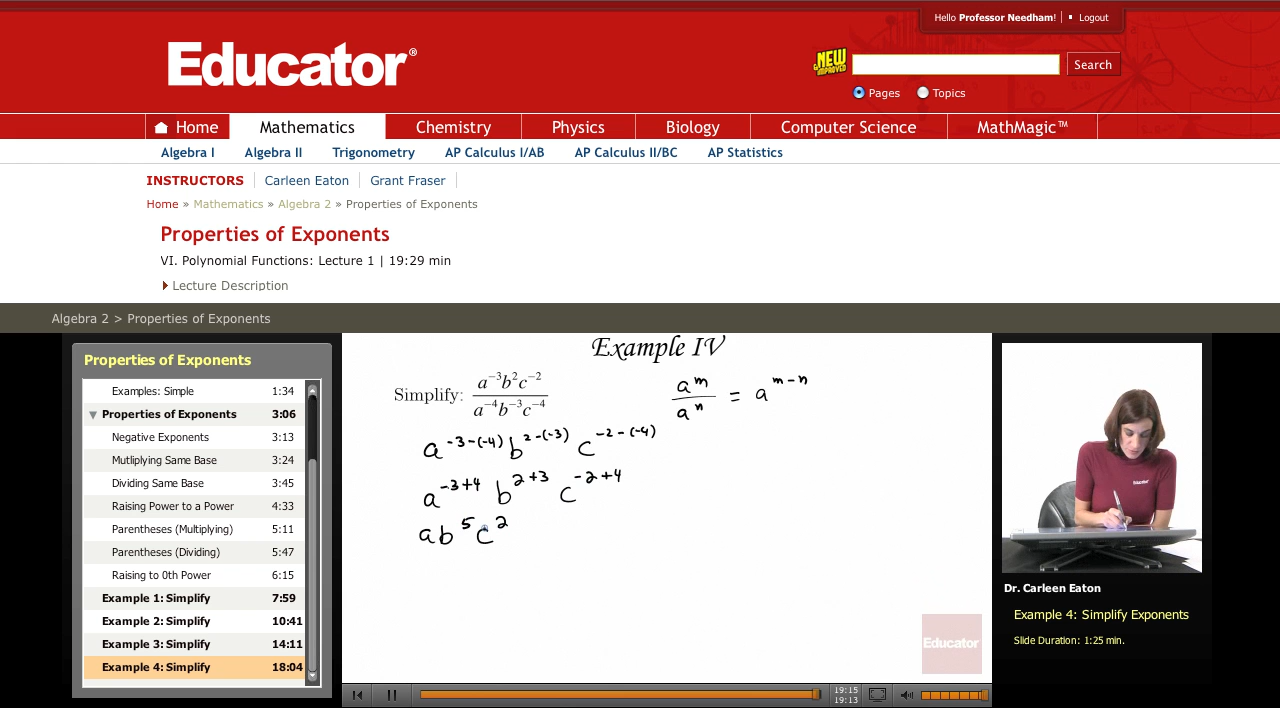 Hello Professor Needham! Logout
Educator®
NEW & IMPROVED
Search
Pages Topics
Home Mathematics Chemistry Physics Biology Computer Science MathMagic™
Algebra I Algebra II Trigonometry AP Calculus I/AB AP Calculus II/BC AP Statistics
INSTRUCTORS Carleen Eaton Grant Fraser
Home » Mathematics » Algebra 2 » Properties of Exponents
Properties of Exponents
VI. Polynomial Functions: Lecture 1 | 19:29 min
Lecture Description
Algebra 2 > Properties of Exponents
Properties of Exponents
Examples: Simple 1:34
Properties of Exponents 3:06
Negative Exponents 3:13
Mutliplying Same Base 3:24
Dividing Same Base 3:45
Raising Power to a Power 4:33
Parentheses (Multiplying) 5:11
Parentheses (Dividing) 5:47
Raising to 0th Power 6:15
Example 1: Simplify 7:59
Example 2: Simplify 10:41
Example 3: Simplify 14:11
Example 4: Simplify 18:04
Example IV
Simplify: a⁻³b²c⁻² / a⁻⁴b⁻³c⁻⁴
aᵐ / aⁿ = aᵐ⁻ⁿ
a^-3-(-4) b^2-(-3) c^-2-(-4)
a^-3+4 b^2+3 c^-2+4
ab⁵c²
Educator
19:15
19:13
Dr. Carleen Eaton
Example 4: Simplify Exponents
Slide Duration: 1:25 min.